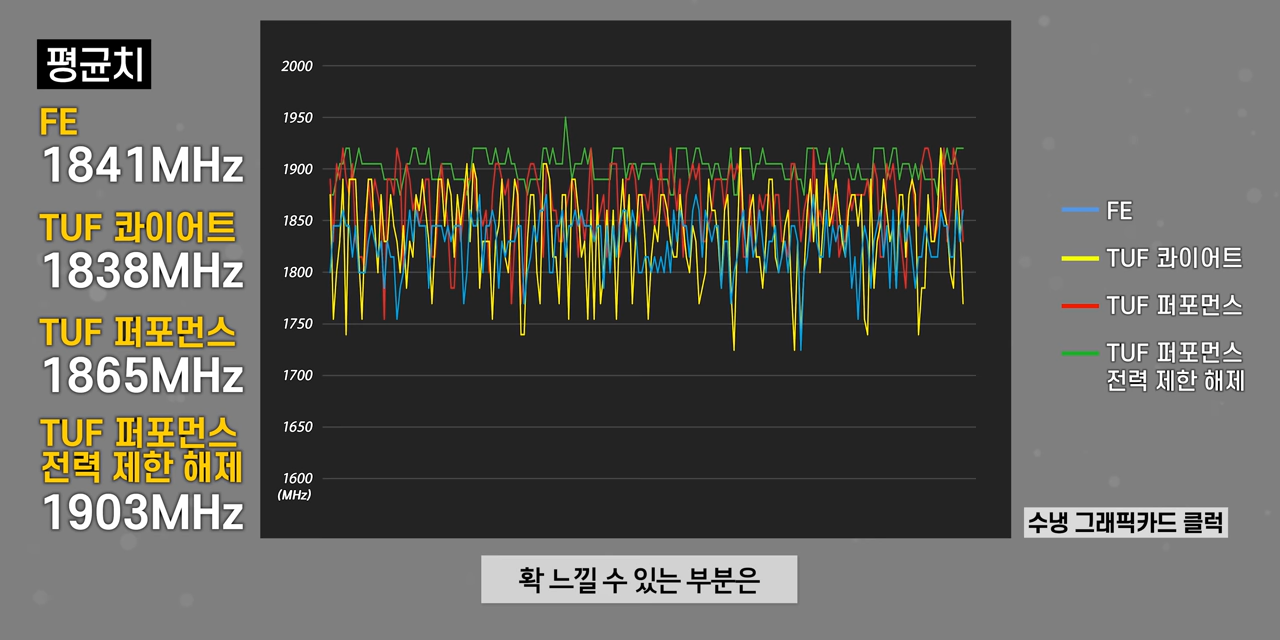 평균치
FE
1841MHz
TUF 콰이어트
1838MHz
TUF 퍼포먼스
1865MHz
TUF 퍼포먼스
전력 제한 해제
1903MHz
2000
1950
1900
1850
1800
1750
1700
1650
1600
(MHz)
FE
TUF 콰이어트
TUF 퍼포먼스
TUF 퍼포먼스
전력 제한 해제
수냉 그래픽카드 클럭
확 느낄 수 있는 부분은